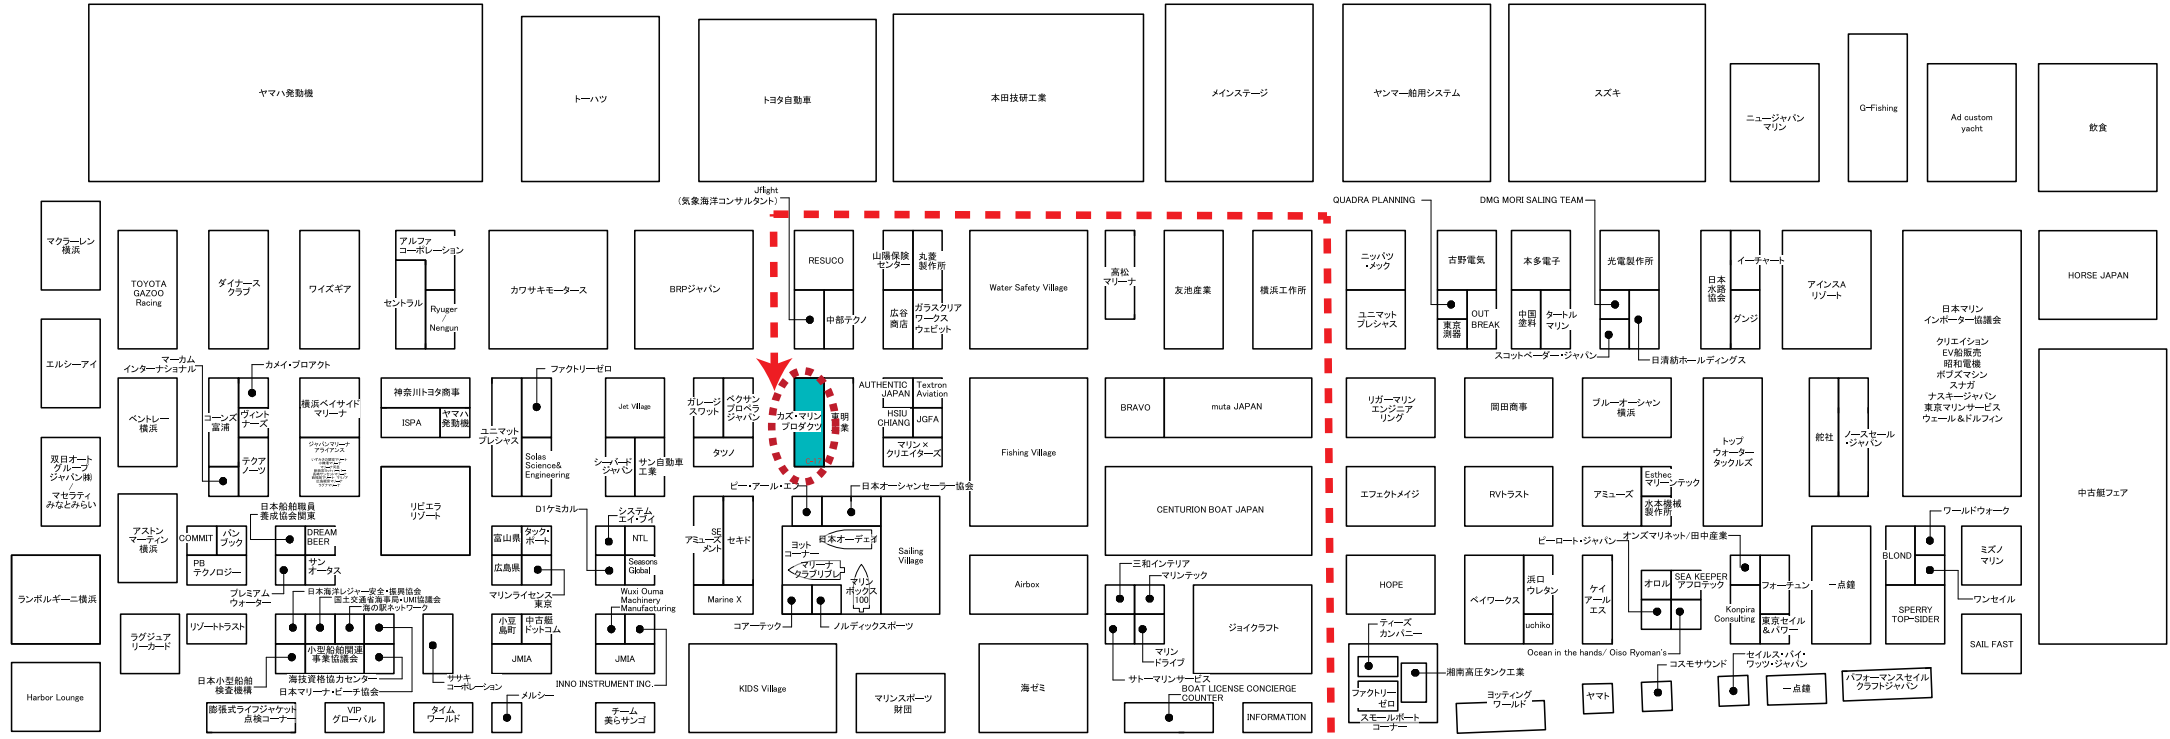 ヤマハ発動機
トーハツ
トヨタ自動車
本田技研工業
メインステージ
ヤンマー舶用システム
スズキ
ニュージャパン
マリン
G-Fishing
Ad custom
yacht
飲食
Jflight
(気象海洋コンサルタント)
QUADRA PLANNING
DMG MORI SALING TEAM
マクラーレン
横浜
TOYOTA
GAZOO
Racing
ダイナース
クラブ
ワイズギア
アルファ
コーポレーション
セントラル
Ryuger
/
Nengun
カワサキモータース
BRPジャパン
RESUCO
中部テクノ
山陽保険
センター
丸菱
製作所
広谷
商店
ガラスクリア
ワークス
ウェビット
Water Safety Village
高松
マリーナ
友池産業
横浜工作所
ニッパツ
・メック
ユニマット
プレシャス
古野電気
東京
測器
OUT
BREAK
本多電子
中国
塗料
タートル
マリン
光電製作所
スコットベーダー・ジャパン
日清紡ホールディングス
日本
水路
協会
イーチャート
グンジ
アインスA
リゾート
日本マリン
インポーター協議会
クリエイション
EV船販売
昭和電機
ボブズマシン
スナガ
ナスキージャパン
東京マリンサービス
ウェール&ドルフィン
HORSE JAPAN
エルシーアイ
マーカム
インターナショナル
カメイ・プロアクト
ファクトリーゼロ
ベントレー
横浜
コーンズ
富浦
ヴィント
ナーズ
テクア
ノーツ
横浜ベイサイド
マリーナ
ジャパンマリーナ
アライアンス
神奈川トヨタ商事
ISPA
ヤマハ
発動機
ユニマット
プレシャス
Solas
Science&
Engineering
Jet Village
シーバード
ジャパン
サン自動車
工業
ガレージ
スワット
ベクサン
プロペラ
ジャパン
タツノ
カズ・マリン
プロダクツ
東明
工業
AUTHENTIC
JAPAN
Textron
Aviation
HSIU
CHIANG
JGFA
マリン×
クリエイターズ
Fishing Village
BRAVO
muta JAPAN
リガーマリン
エンジニア
リング
岡田商事
ブルーオーシャン
横浜
トップ
ウォーター
タックルズ
舵社
ノースセール
・ジャパン
中古艇フェア
双日オート
グループ
ジャパン㈱
/
マセラティ
みなとみらい
アストン
マーティン
横浜
日本船舶職員
養成協会関東
COMMIT
バン
ブック
PB
テクノロジー
DREAM
BEER
サン
オータス
プレミアム
ウォーター
リビエラ
リゾート
富山県
タック・
ポート
広島県
マリンライセンス
東京
D1ケミカル
システム
エイ・ブイ
NTL
Seasons
Global
Wuxi Ouma
Machinery
Manufacturing
SE
アミューズ
メント
セキド
Marine X
ピー・アール・エフ
日本オーシャンセーラー協会
ヨット
コーナー
日本オーデェイ
マリーナ
クラブリブレ
マリン
ボックス
100
Sailing
Village
コアーテック
ノルディックスポーツ
CENTURION BOAT JAPAN
Airbox
三和インテリア
マリンテック
マリン
ドライブ
サトーマリンサービス
ジョイクラフト
エフェクトメイジ
RVトラスト
アミューズ
Esthec
マリーンテック
水本機械
製作所
オンズマリネット/田中産業
ピーロート・ジャパン
HOPE
ベイワークス
浜口
ウレタン
uchiko
ケイ
アール
エス
オロル
SEA KEEPER
アフロテック
Ocean in the hands/ Oiso Ryoman's
Konpira
Consulting
フォーチュン
東京セイル
&パワー
一点鐘
BLOND
ワールドウォーク
ワンセイル
SPERRY
TOP-SIDER
ミズノ
マリン
SAIL FAST
ランボルギーニ横浜
ラグジュア
リーカード
リゾートトラスト
日本海洋レジャー安全・振興協会
国土交通省海事局・UMI協議会
海の駅ネットワーク
小型船舶関連
事業協議会
日本小型船舶
検査機構
海技資格協力センター
日本マリーナ・ビーチ協会
ササキ
コーポレーション
小豆
島町
中古艇
ドットコム
JMIA
JMIA
INNO INSTRUMENT INC.
KIDS Village
マリンスポーツ
財団
海ゼミ
BOAT LICENSE CONCIERGE
COUNTER
INFORMATION
ティーズ
カンパニー
湘南高圧タンク工業
ファクトリー
ゼロ
スモールボート
コーナー
ヨッティング
ワールド
ヤマト
コスモサウンド
セイルス・バイ・
ワッツ・ジャパン
一点鐘
パフォーマンスセイル
クラフトジャパン
Harbor Lounge
膨張式ライフジャケット
点検コーナー
VIP
グローバル
タイム
ワールド
メルシー
チーム
美らサンゴ